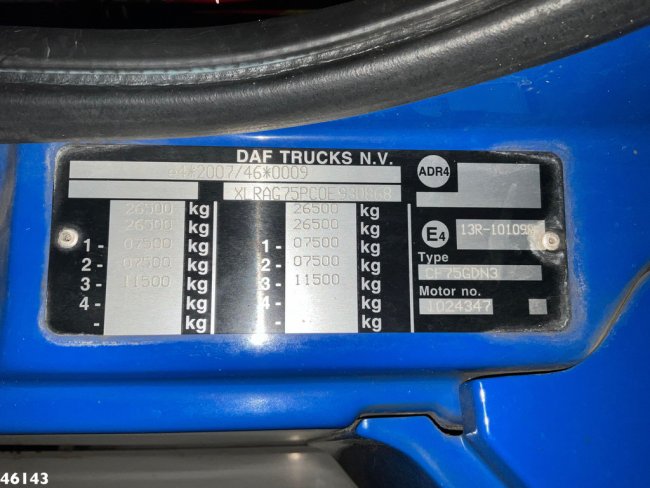 DAF TRUCKS N.V.
e4*2007/46*0009
ADR4
26500 kg 26500 kg
26500 kg 26500 kg
1 - 07500 kg 1 - 07500 kg
2 - 07500 kg 2 - 07500 kg
3 - 11500 kg 3 - 11500 kg
4 - kg 4 - kg
- kg - kg
E4
Type
CF75GDN3
Motor no.
1024347
46143